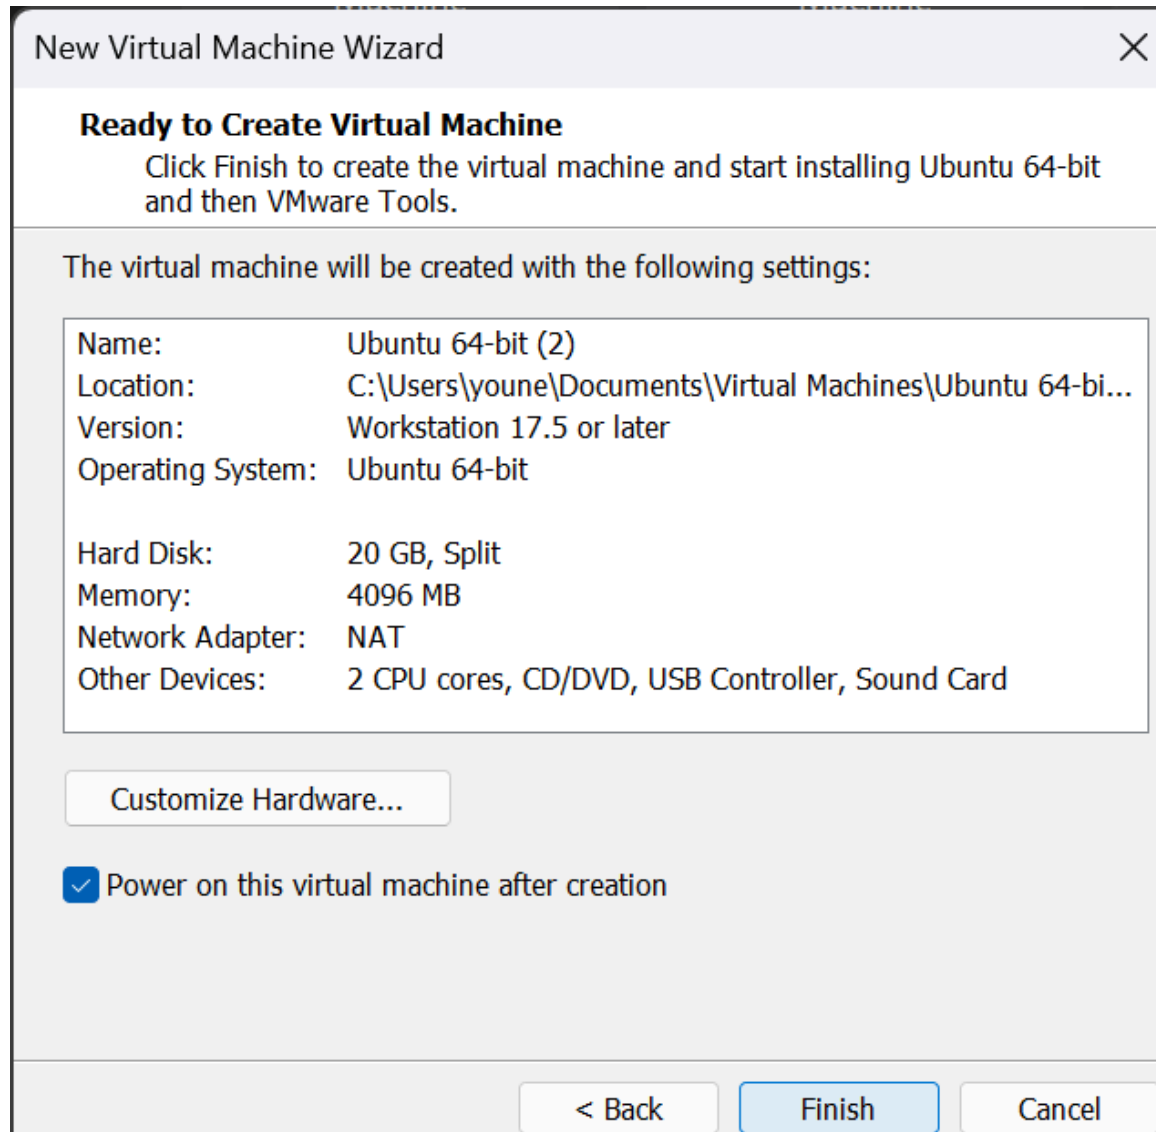 New Virtual Machine Wizard
Ready to Create Virtual Machine
Click Finish to create the virtual machine and start installing Ubuntu 64-bit
and then VMware Tools.
The virtual machine will be created with the following settings:
Name: Ubuntu 64-bit (2)
Location: C:\Users\youne\Documents\Virtual Machines\Ubuntu 64-bi...
Version: Workstation 17.5 or later
Operating System: Ubuntu 64-bit
Hard Disk: 20 GB, Split
Memory: 4096 MB
Network Adapter: NAT
Other Devices: 2 CPU cores, CD/DVD, USB Controller, Sound Card
Customize Hardware...
Power on this virtual machine after creation
< Back Finish Cancel